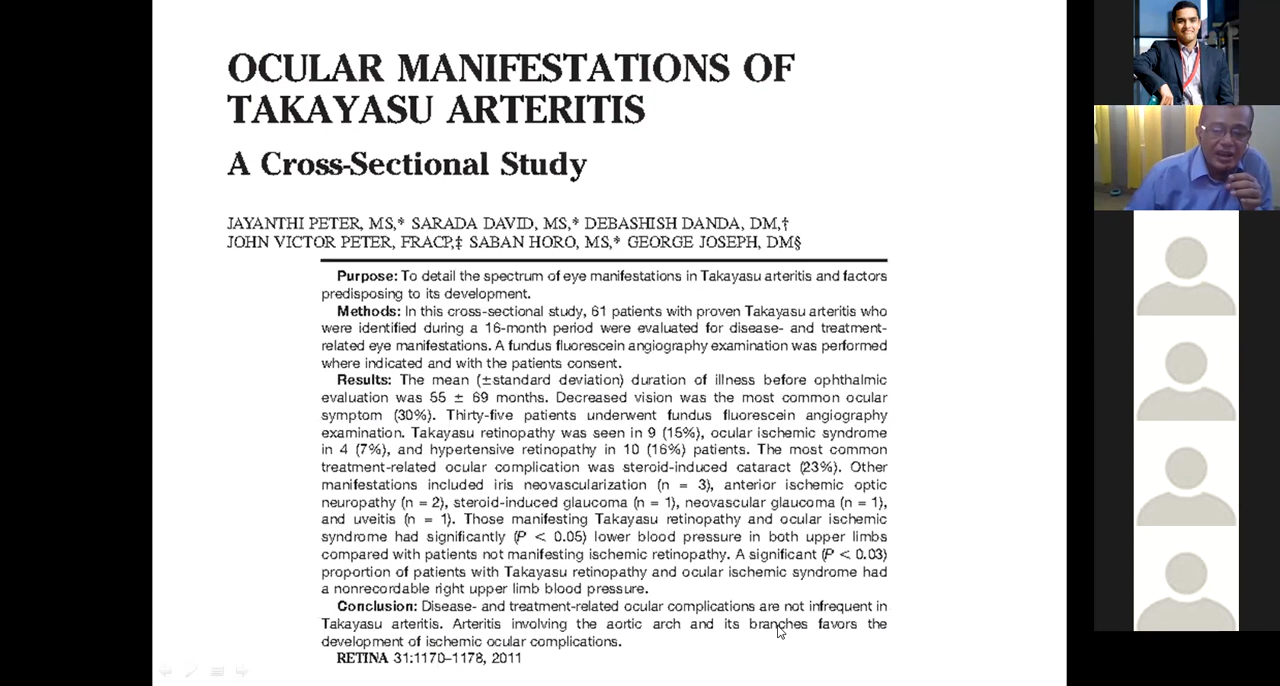 OCULAR MANIFESTATIONS OF
TAKAYASU ARTERITIS
A Cross-Sectional Study
JAYANTHI PETER, MS,* SARADA DAVID, MS,* DEBASHISH DANDA, DM,†
JOHN VICTOR PETER, FRACP,‡ SABAN HORO, MS,* GEORGE JOSEPH, DM§
Purpose: To detail the spectrum of eye manifestations in Takayasu arteritis and factors
predisposing to its development.
Methods: In this cross-sectional study, 61 patients with proven Takayasu arteritis who
were identified during a 16-month period were evaluated for disease- and treatment-
related eye manifestations. A fundus fluorescein angiography examination was performed
where indicated and with the patients consent.
Results: The mean (±standard deviation) duration of illness before ophthalmic
evaluation was 55 ± 69 months. Decreased vision was the most common ocular
symptom (30%). Thirty-five patients underwent fundus fluorescein angiography
examination. Takayasu retinopathy was seen in 9 (15%), ocular ischemic syndrome
in 4 (7%), and hypertensive retinopathy in 10 (16%) patients. The most common
treatment-related ocular complication was steroid-induced cataract (23%). Other
manifestations included iris neovascularization (n = 3), anterior ischemic optic
neuropathy (n = 2), steroid-induced glaucoma (n = 1), neovascular glaucoma (n = 1),
and uveitis (n = 1). Those manifesting Takayasu retinopathy and ocular ischemic
syndrome had significantly (P < 0.05) lower blood pressure in both upper limbs
compared with patients not manifesting ischemic retinopathy. A significant (P < 0.03)
proportion of patients with Takayasu retinopathy and ocular ischemic syndrome had
a nonrecordable right upper limb blood pressure.
Conclusion: Disease- and treatment-related ocular complications are not infrequent in
Takayasu arteritis. Arteritis involving the aortic arch and its branches favors the
development of ischemic ocular complications.
RETINA 31:1170–1178, 2011